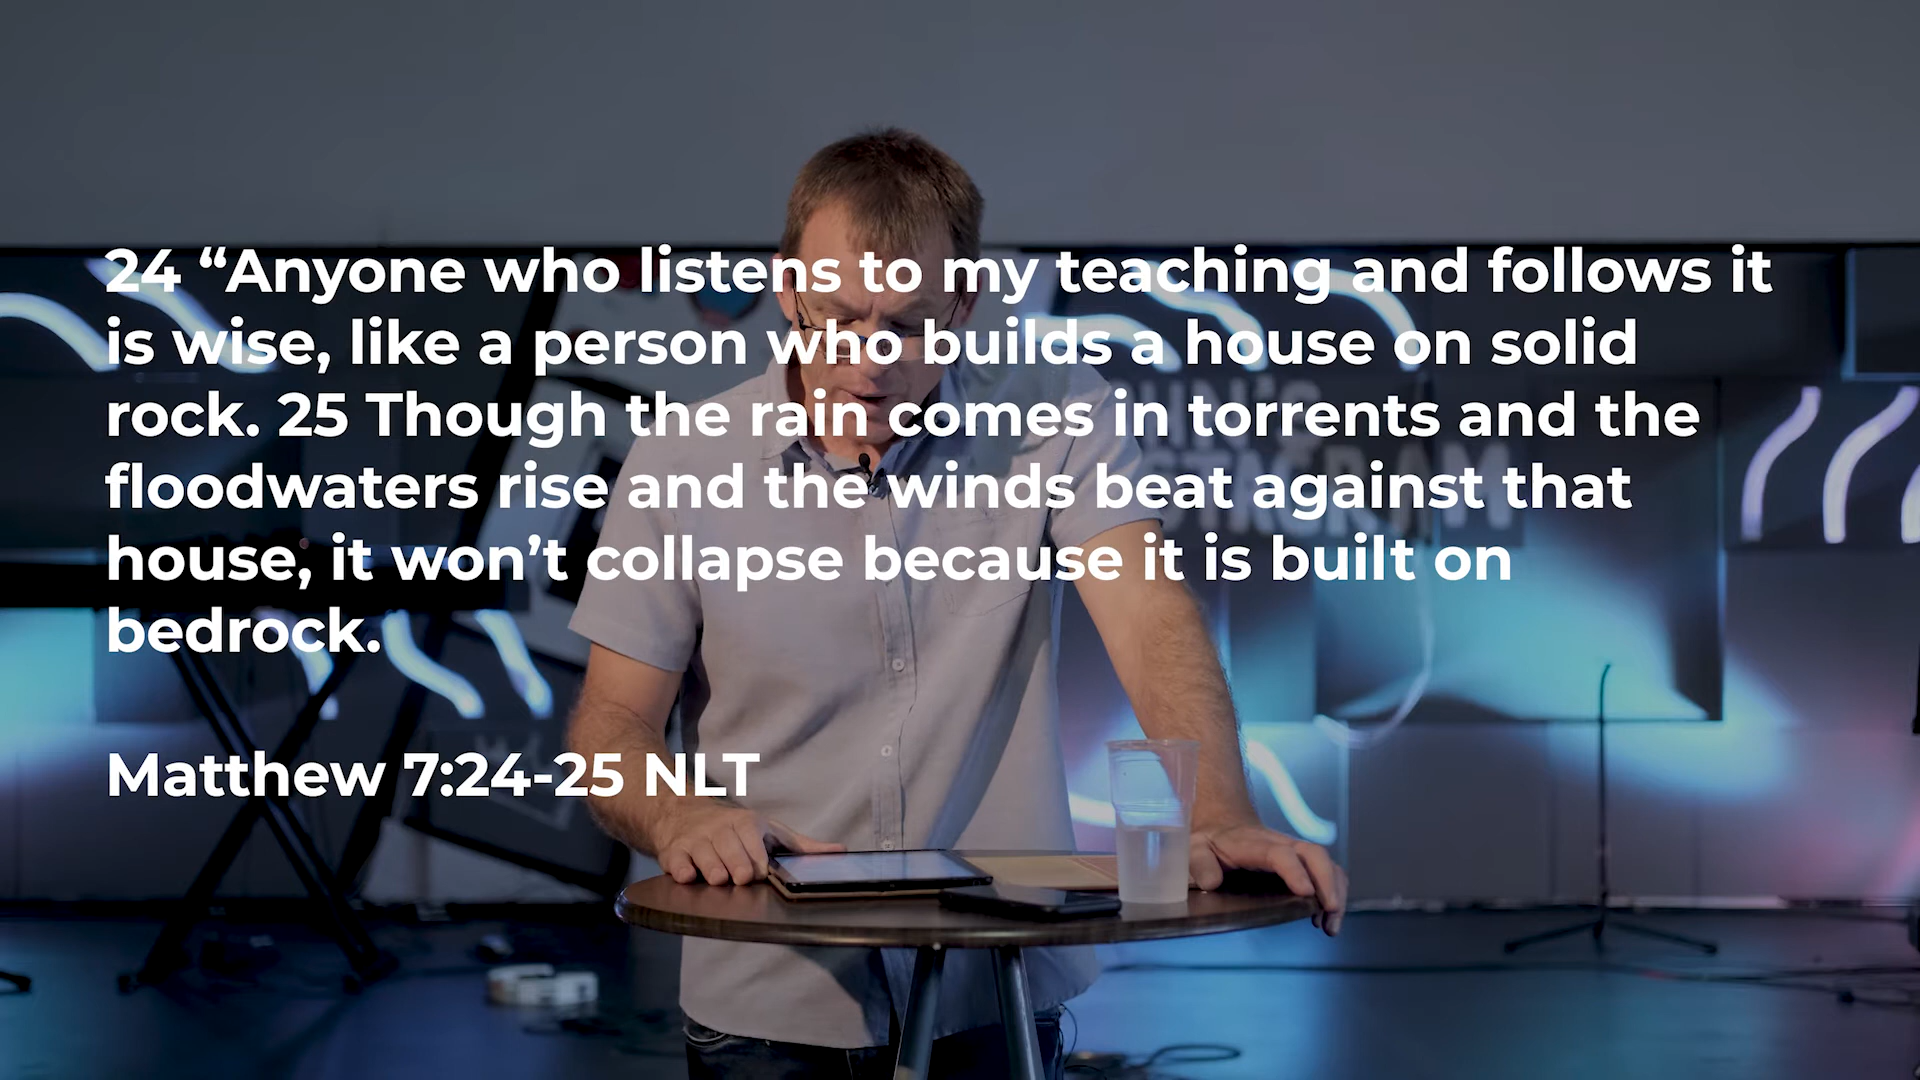 24 “Anyone who listens to my teaching and follows it
is wise, like a person who builds a house on solid
rock. 25 Though the rain comes in torrents and the
floodwaters rise and the winds beat against that
house, it won’t collapse because it is built on
bedrock.
Matthew 7:24-25 NLT